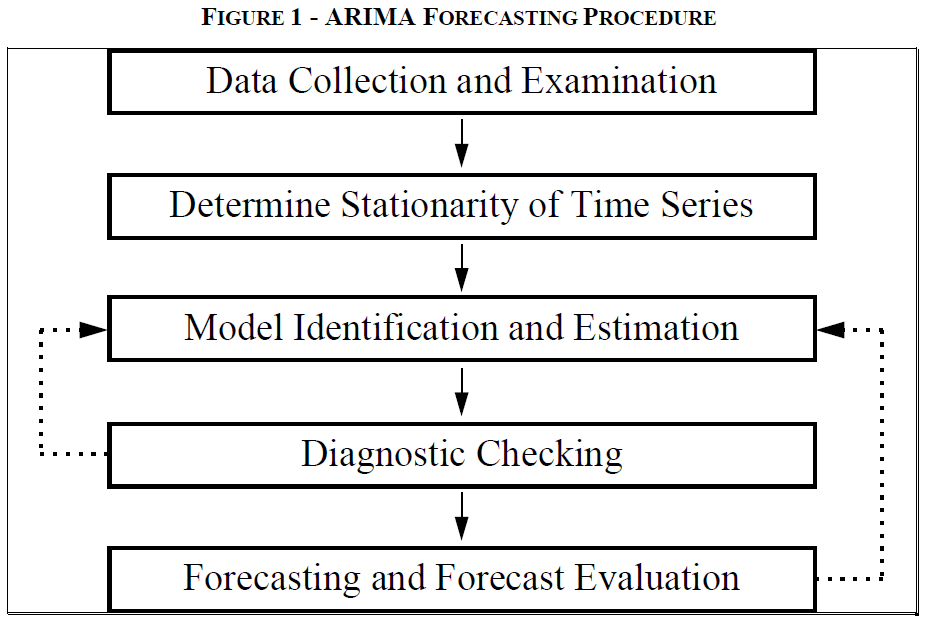 FIGURE 1 - ARIMA FORECASTING PROCEDURE
Data Collection and Examination
Determine Stationarity of Time Series
Model Identification and Estimation
Diagnostic Checking
Forecasting and Forecast Evaluation